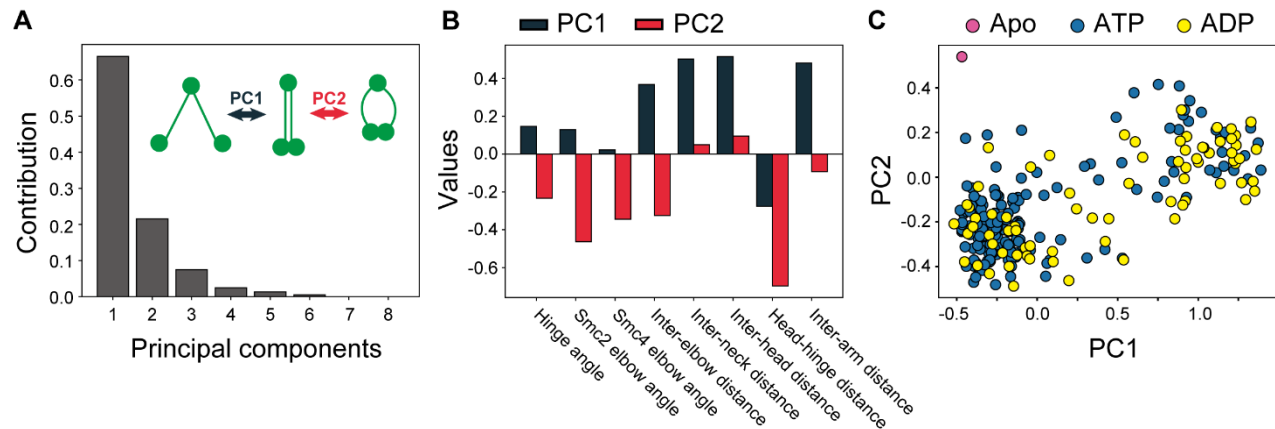 A
Contribution
0.6
0.5
0.4
0.3
0.2
0.1
0.0
PC1
PC2
1 2 3 4 5 6 7 8
Principal components
B
PC1 PC2
Values
0.4
0.2
0.0
-0.2
-0.4
-0.6
Hinge angle
Smc2 elbow angle
Smc4 elbow angle
Inter-elbow distance
Inter-neck distance
Inter-head distance
Head-hinge distance
Inter-arm distance
C
Apo ATP ADP
PC2
0.4
0.2
0.0
-0.2
-0.4
-0.5 0.0 0.5 1.0
PC1